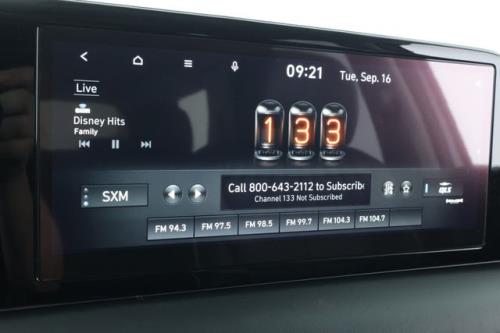 09:21 Tue, Sep. 16
Live
Disney Hits
Family
133
SXM
Call 800-643-2112 to Subscribe
Channel 133 Not Subscribed
FM 94.3 FM 97.5 FM 98.5 FM 99.7 FM 104.3 FM 104.7